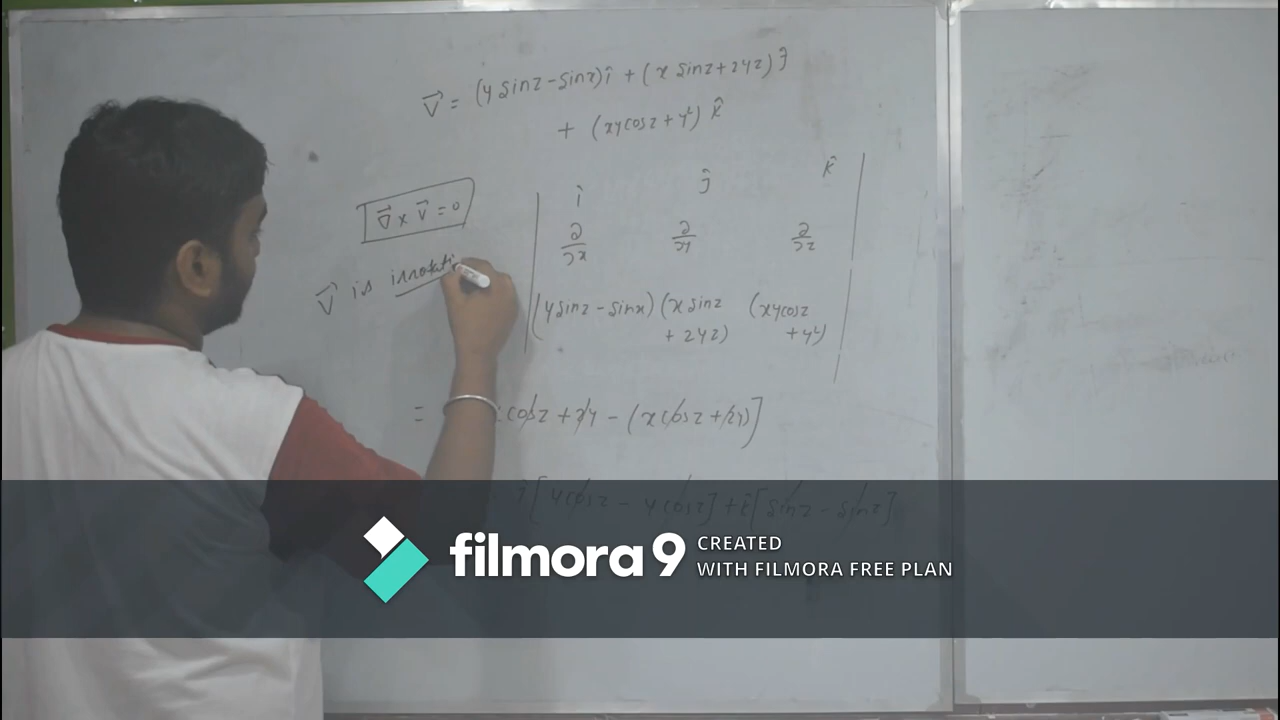 V⃗ = (y sinz - sinx)î + (x sinz + 2yz) ĵ
+ (xy cosz + y²) k̂
î ĵ k̂
∇⃗ x V⃗ = 0
∂/∂x ∂/∂y ∂/∂z
V⃗ is irrotati
(y sinz - sinx) (x sinz (xy cosz
+ 2yz) + y²)
= cosz + 2y - (x cosz + 2y)]
ĵ [ y cosz - y cosz] + k̂ [ sinz - sinz]
filmora 9 CREATED
WITH FILMORA FREE PLAN